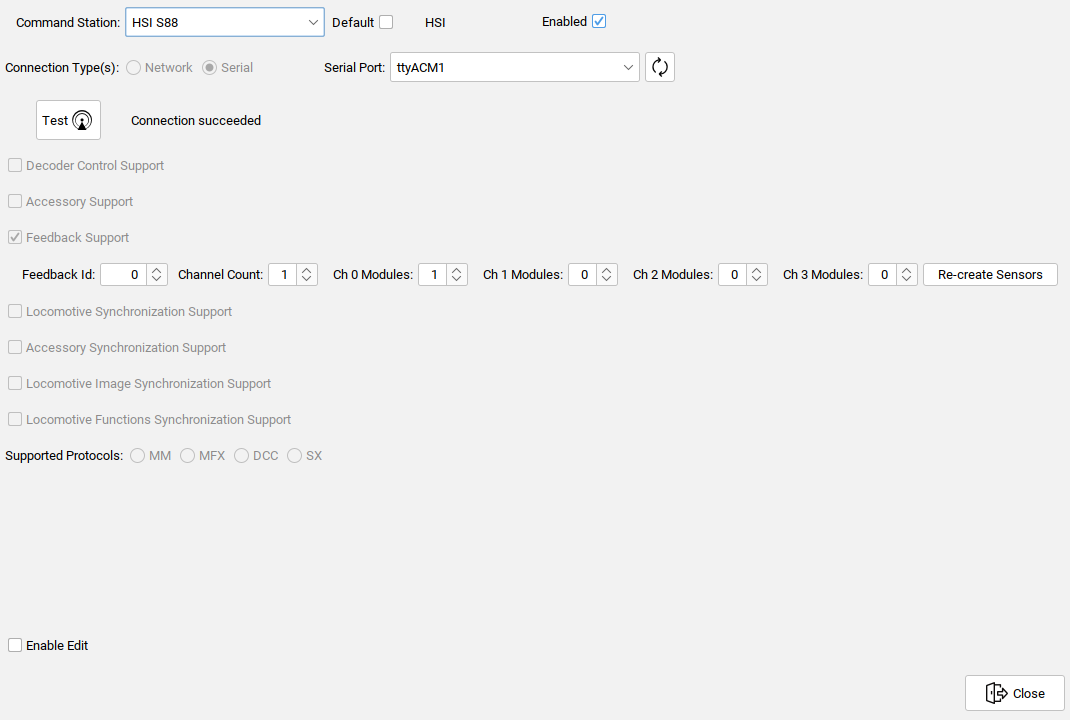 Command Station: HSI S88 Default HSI Enabled
Connection Type(s): Network Serial Serial Port: ttyACM1
Test Connection succeeded
Decoder Control Support
Accessory Support
Feedback Support
Feedback Id: 0 Channel Count: 1 Ch 0 Modules: 1 Ch 1 Modules: 0 Ch 2 Modules: 0 Ch 3 Modules: 0 Re-create Sensors
Locomotive Synchronization Support
Accessory Synchronization Support
Locomotive Image Synchronization Support
Locomotive Functions Synchronization Support
Supported Protocols: MM MFX DCC SX
Enable Edit
Close